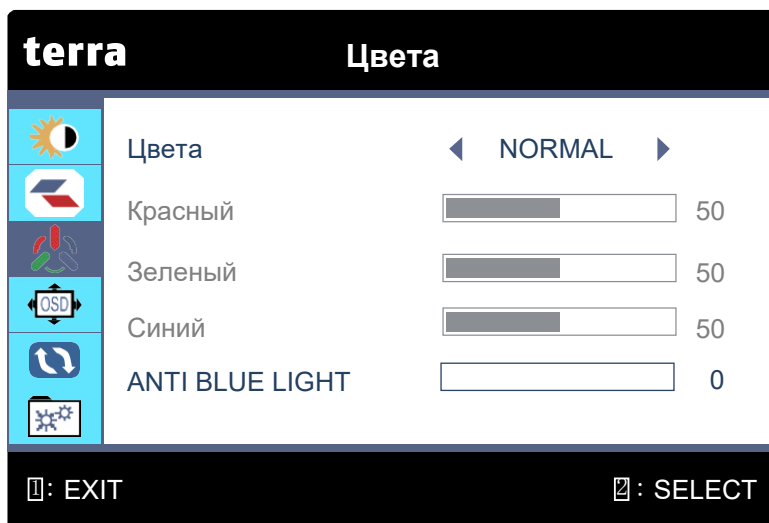 terra Цвета
Цвета NORMAL
Красный 50
Зеленый 50
OSD
Синий 50
ANTI BLUE LIGHT 0
1: EXIT 2: SELECT